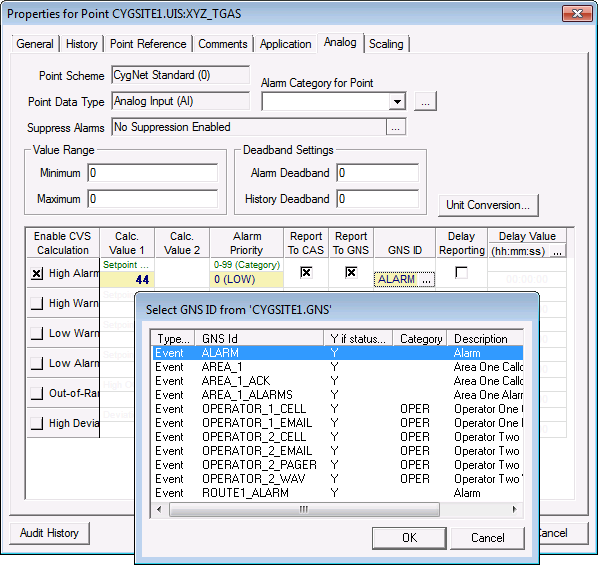 Properties for Point CYGSITE1.UIS:XYZ_TGAS
General History Point Reference Comments Application Analog Scaling
Point Scheme CygNet Standard (0) Alarm Category for Point
Point Data Type Analog Input (AI) ...
Suppress Alarms No Suppression Enabled ...
Value Range Deadband Settings
Minimum 0 Alarm Deadband 0
Maximum 0 History Deadband 0 Unit Conversion...
Enable CVS Calc. Calc. Alarm Report Report GNS ID Delay Delay Value
Calculation Value 1 Value 2 Priority To CAS To GNS Reporting (hh:mm:ss) ...
Setpoint ... 0-99 (Category)
High Alarm 44 0 (LOW) ALARM ... 00:00:00
High Warn
Low Warn
Low Alarm
Out-of-Ra
High Devia
Select GNS ID from 'CYGSITE1.GNS'
Type... GNS Id Y if status... Category Description
Event ALARM Y Alarm
Event AREA_1 Y Area One Callo
Event AREA_1_ACK Y Area One Callo
Event AREA_1_ALARMS Y Area One Alar
Event OPERATOR_1_CELL Y OPER Operator One
Event OPERATOR_1_EMAIL Y OPER Operator One
Event OPERATOR_2_CELL Y OPER Operator Two
Event OPERATOR_2_EMAIL Y OPER Operator Two
Event OPERATOR_2_PAGER Y OPER Operator Two
Event OPERATOR_2_WAV Y OPER Operator Two
Event ROUTE1_ALARM Y Alarm
OK Cancel
Audit History Cancel